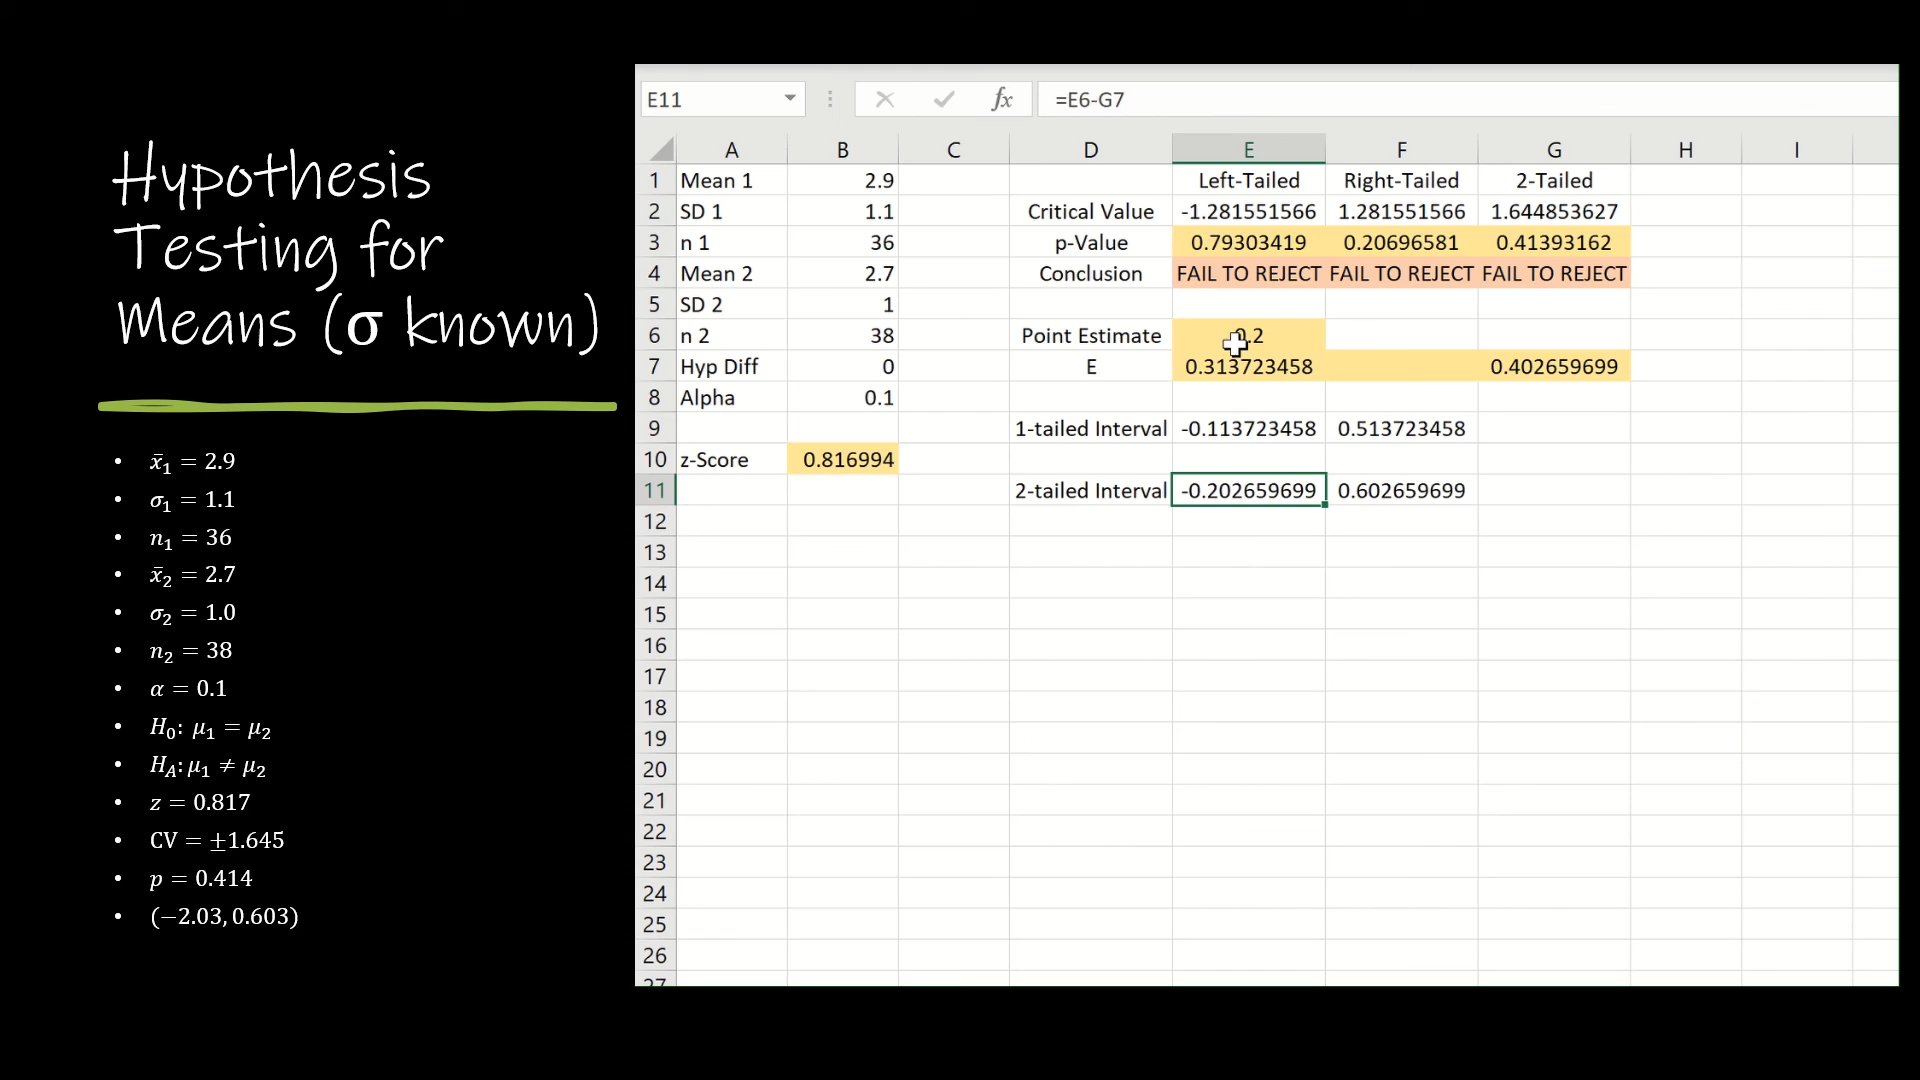 Hypothesis
Testing for
Means (σ known)
• x̄₁ = 2.9
• σ₁ = 1.1
• n₁ = 36
• x̄₂ = 2.7
• σ₂ = 1.0
• n₂ = 38
• α = 0.1
• H₀: μ₁ = μ₂
• H_A: μ₁ ≠ μ₂
• z = 0.817
• CV = ±1.645
• p = 0.414
• (−2.03, 0.603)
E11 fx =E6-G7
A B C D E F G H I
1 Mean 1 2.9 Left-Tailed Right-Tailed 2-Tailed
2 SD 1 1.1 Critical Value -1.281551566 1.281551566 1.644853627
3 n 1 36 p-Value 0.79303419 0.20696581 0.41393162
4 Mean 2 2.7 Conclusion FAIL TO REJECT FAIL TO REJECT FAIL TO REJECT
5 SD 2 1
6 n 2 38 Point Estimate 0.2
7 Hyp Diff 0 E 0.313723458 0.402659699
8 Alpha 0.1
9 1-tailed Interval -0.113723458 0.513723458
10 z-Score 0.816994
11 2-tailed Interval -0.202659699 0.602659699
12
13
14
15
16
17
18
19
20
21
22
23
24
25
26
27